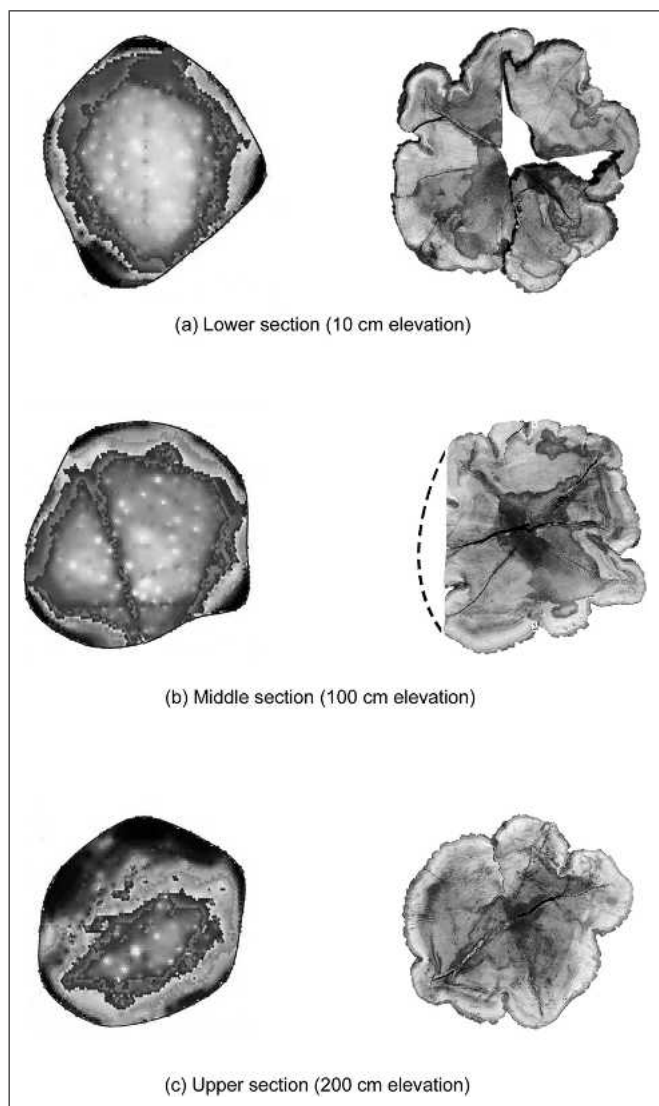 (a) Lower section (10 cm elevation)
(b) Middle section (100 cm elevation)
(c) Upper section (200 cm elevation)